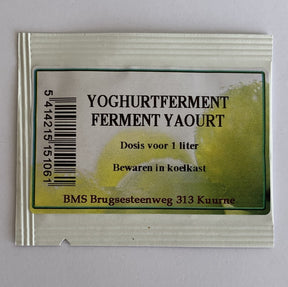 YOGHURTFERMENT
FERMENT YAOURT
Dosis voor 1 liter
Bewaren in koelkast
BMS Brugsesteenweg 313 Kuurne
5 414215 151061